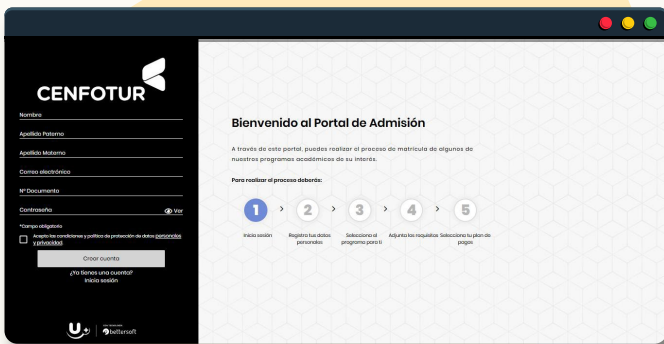 CENFOTUR
Nombre
Apellido Paterno
Apellido Materno
Correo electrónico
Nº Documento
Contraseña Ver
*Campo obligatorio
Acepto las condiciones y política de protección de datos personales
y privacidad.
Crear cuenta
¿Ya tienes una cuenta?
Inicia sesión
U+
bettersoft
Bienvenido al Portal de Admisión
A través de este portal, puedes realizar el proceso de matrícula de algunos de
nuestros programas académicos de su interés.
Para realizar el proceso deberás:
1 > 2 > 3 > 4 > 5
Inicia sesión
Registra tus datos
personales
Selecciona el
programa para ti
Adjunta los requisitos
Selecciona tu plan de
pagos